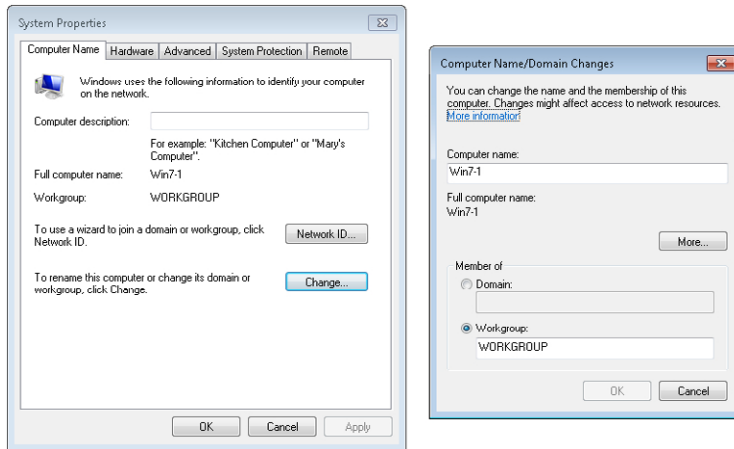 System Properties
Computer Name Hardware Advanced System Protection Remote
Windows uses the following information to identify your computer
on the network.
Computer description:
For example: "Kitchen Computer" or "Mary's
Computer".
Full computer name: Win7-1
Workgroup: WORKGROUP
To use a wizard to join a domain or workgroup, click
Network ID.
Network ID...
To rename this computer or change its domain or
workgroup, click Change.
Change...
OK Cancel Apply
Computer Name/Domain Changes
You can change the name and the membership of this
computer. Changes might affect access to network resources.
More information
Computer name:
Win7-1
Full computer name:
Win7-1
More...
Member of
Domain:
Workgroup:
WORKGROUP
OK Cancel